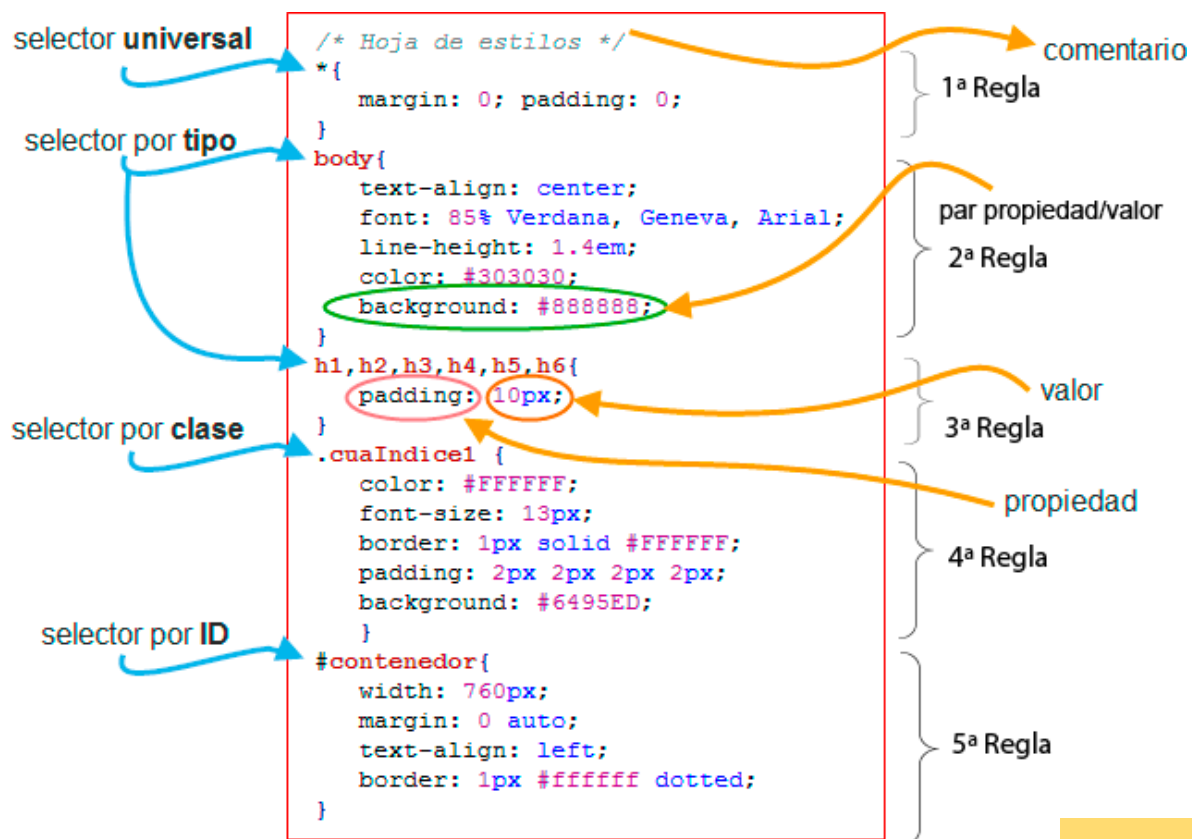 selector universal
/* Hoja de estilos */
comentario
*{
1ª Regla
margin: 0; padding: 0;
}
selector por tipo
body{
text-align: center;
font: 85% Verdana, Geneva, Arial;
par propiedad/valor
line-height: 1.4em;
2ª Regla
color: #303030;
background: #888888;
}
h1,h2,h3,h4,h5,h6{
padding: 10px;
valor
}
3ª Regla
selector por clase
.cuaIndice1 {
color: #FFFFFF;
propiedad
font-size: 13px;
border: 1px solid #FFFFFF;
4ª Regla
padding: 2px 2px 2px 2px;
background: #6495ED;
}
selector por ID
#contenedor{
width: 760px;
margin: 0 auto;
5ª Regla
text-align: left;
border: 1px #ffffff dotted;
}